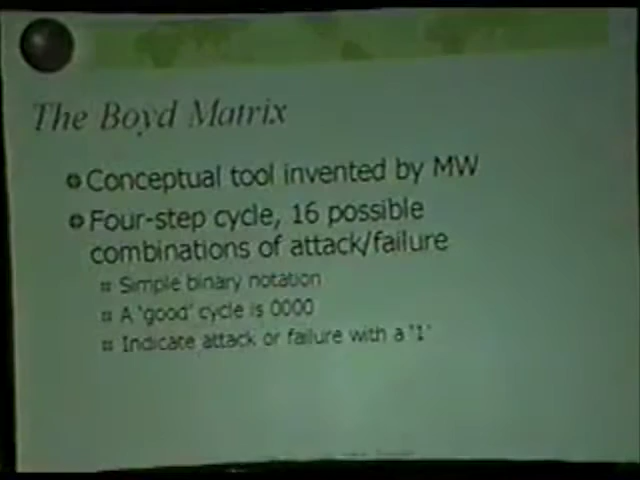 The Boyd Matrix
Conceptual tool invented by MW
Four-step cycle, 16 possible
combinations of attack/failure
Simple binary notation
A 'good' cycle is 0000
Indicate attack or failure with a '1'